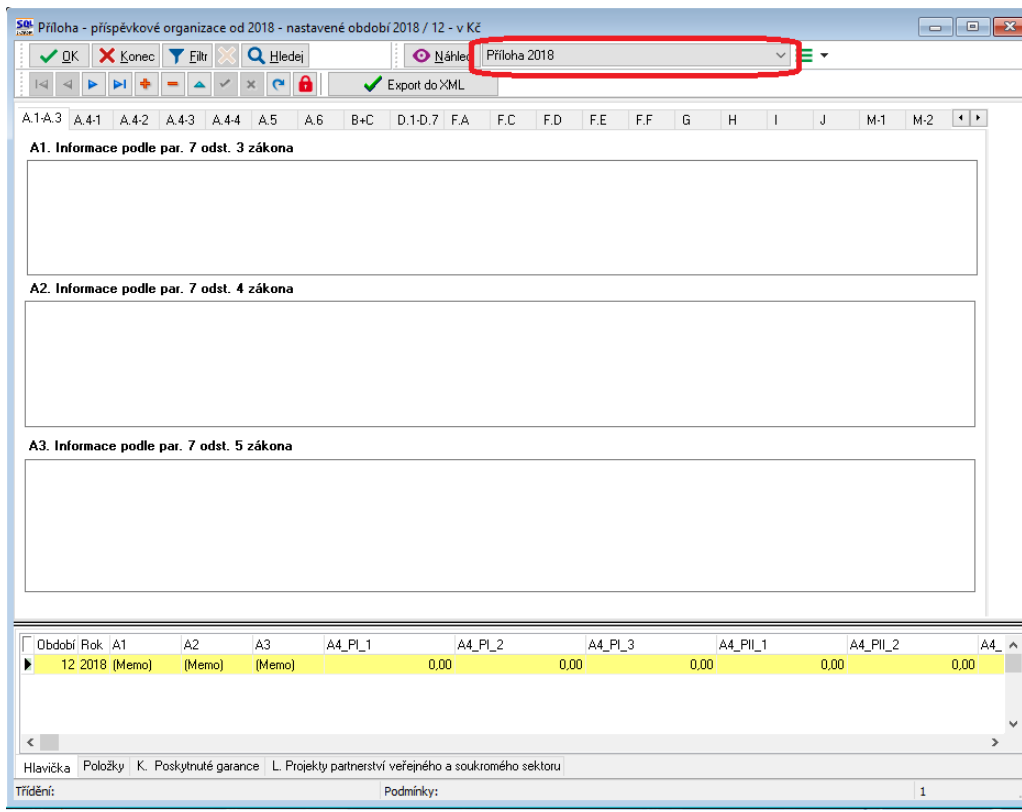 SQL Příloha - příspěvkové organizace od 2018 - nastavené období 2018 / 12 - v Kč
OK Konec Filtr Hledej Náhled Příloha 2018
Export do XML
A.1-A.3 A.4-1 A.4-2 A.4-3 A.4-4 A.5 A.6 B+C D.1-D.7 F.A F.C F.D F.E F.F G H I J M-1 M-2
A1. Informace podle par. 7 odst. 3 zákona
A2. Informace podle par. 7 odst. 4 zákona
A3. Informace podle par. 7 odst. 5 zákona
Období Rok A1 A2 A3 A4_PI_1 A4_PI_2 A4_PI_3 A4_PII_1 A4_PII_2 A4_
12 2018 (Memo) (Memo) (Memo) 0,00 0,00 0,00 0,00 0,00
Hlavička Položky K. Poskytnuté garance L. Projekty partnerství veřejného a soukromého sektoru
Třídění: Podmínky: 1